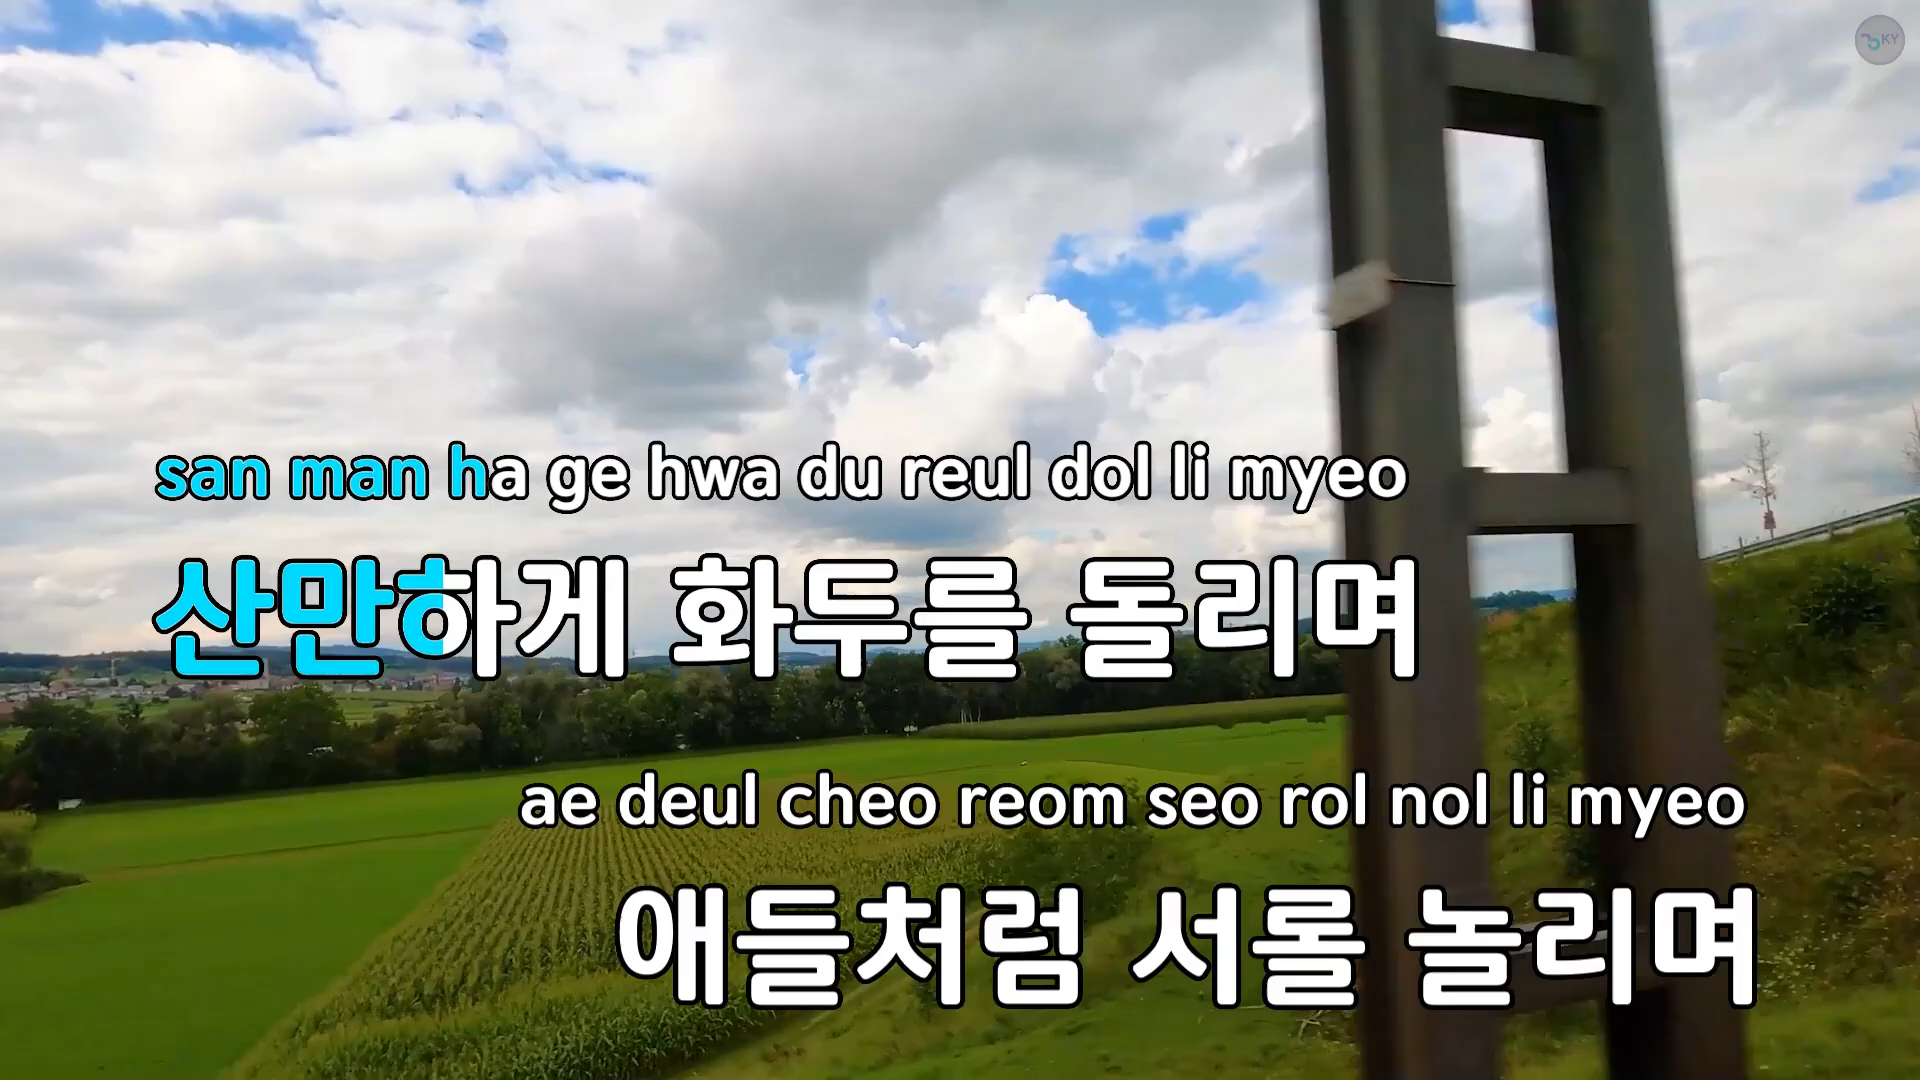 KY
san man ha ge hwa du reul dol li myeo
산만하게 화두를 돌리며
ae deul cheo reom seo rol nol li myeo
애들처럼 서롤 놀리며